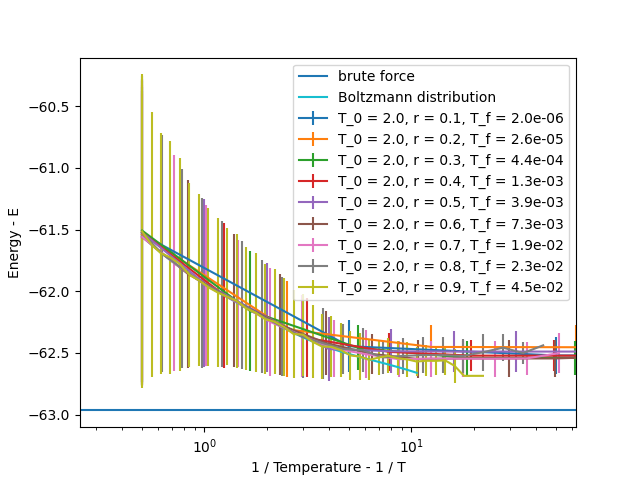 brute force
Boltzmann distribution
T_0 = 2.0, r = 0.1, T_f = 2.0e-06
T_0 = 2.0, r = 0.2, T_f = 2.6e-05
T_0 = 2.0, r = 0.3, T_f = 4.4e-04
T_0 = 2.0, r = 0.4, T_f = 1.3e-03
T_0 = 2.0, r = 0.5, T_f = 3.9e-03
T_0 = 2.0, r = 0.6, T_f = 7.3e-03
T_0 = 2.0, r = 0.7, T_f = 1.9e-02
T_0 = 2.0, r = 0.8, T_f = 2.3e-02
T_0 = 2.0, r = 0.9, T_f = 4.5e-02
Energy - E
−60.5
−61.0
−61.5
−62.0
−62.5
−63.0
10⁰ 10¹
1 / Temperature - 1 / T